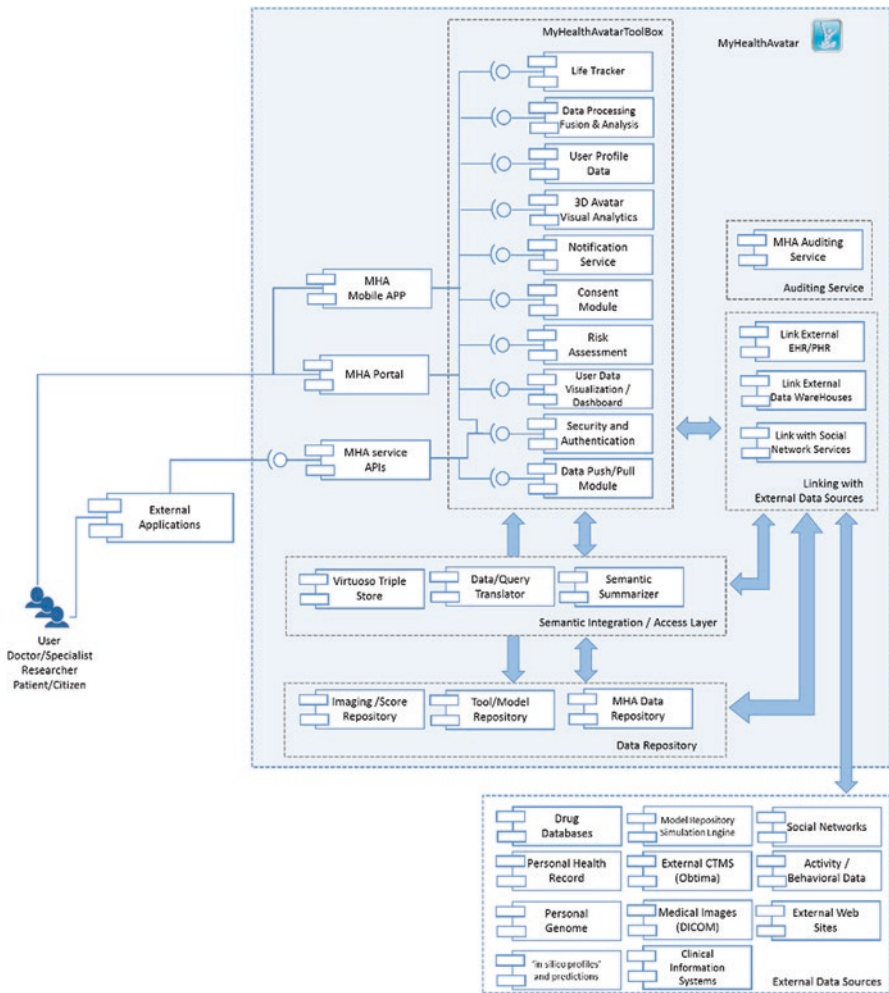 MyHealthAvatarToolBox
MyHealthAvatar
Life Tracker
Data Processing
Fusion & Analysis
User Profile
Data
3D Avatar
Visual Analytics
Notification
Service
Consent
Module
Risk
Assessment
User Data
Visualization /
Dashboard
Security and
Authentication
Data Push/Pull
Module
MHA
Mobile APP
MHA Portal
MHA service
APIs
External
Applications
User
Doctor/Specialist
Researcher
Patient/Citizen
MHA Auditing
Service
Auditing Service
Link External
EHR/PHR
Link External
Data WareHouses
Link with Social
Network Services
Linking with
External Data Sources
Virtuoso Triple
Store
Data/Query
Translator
Semantic
Summarizer
Semantic Integration / Access Layer
Imaging /Score
Repository
Tool/Model
Repository
MHA Data
Repository
Data Repository
Drug
Databases
Model Repository
Simulation Engine
Social Networks
Personal Health
Record
External CTMS
(Obtima)
Activity /
Behavioral Data
Personal
Genome
Medical Images
(DICOM)
External Web
Sites
"in silico profiles"
and predictions
Clinical
Information
Systems
External Data Sources